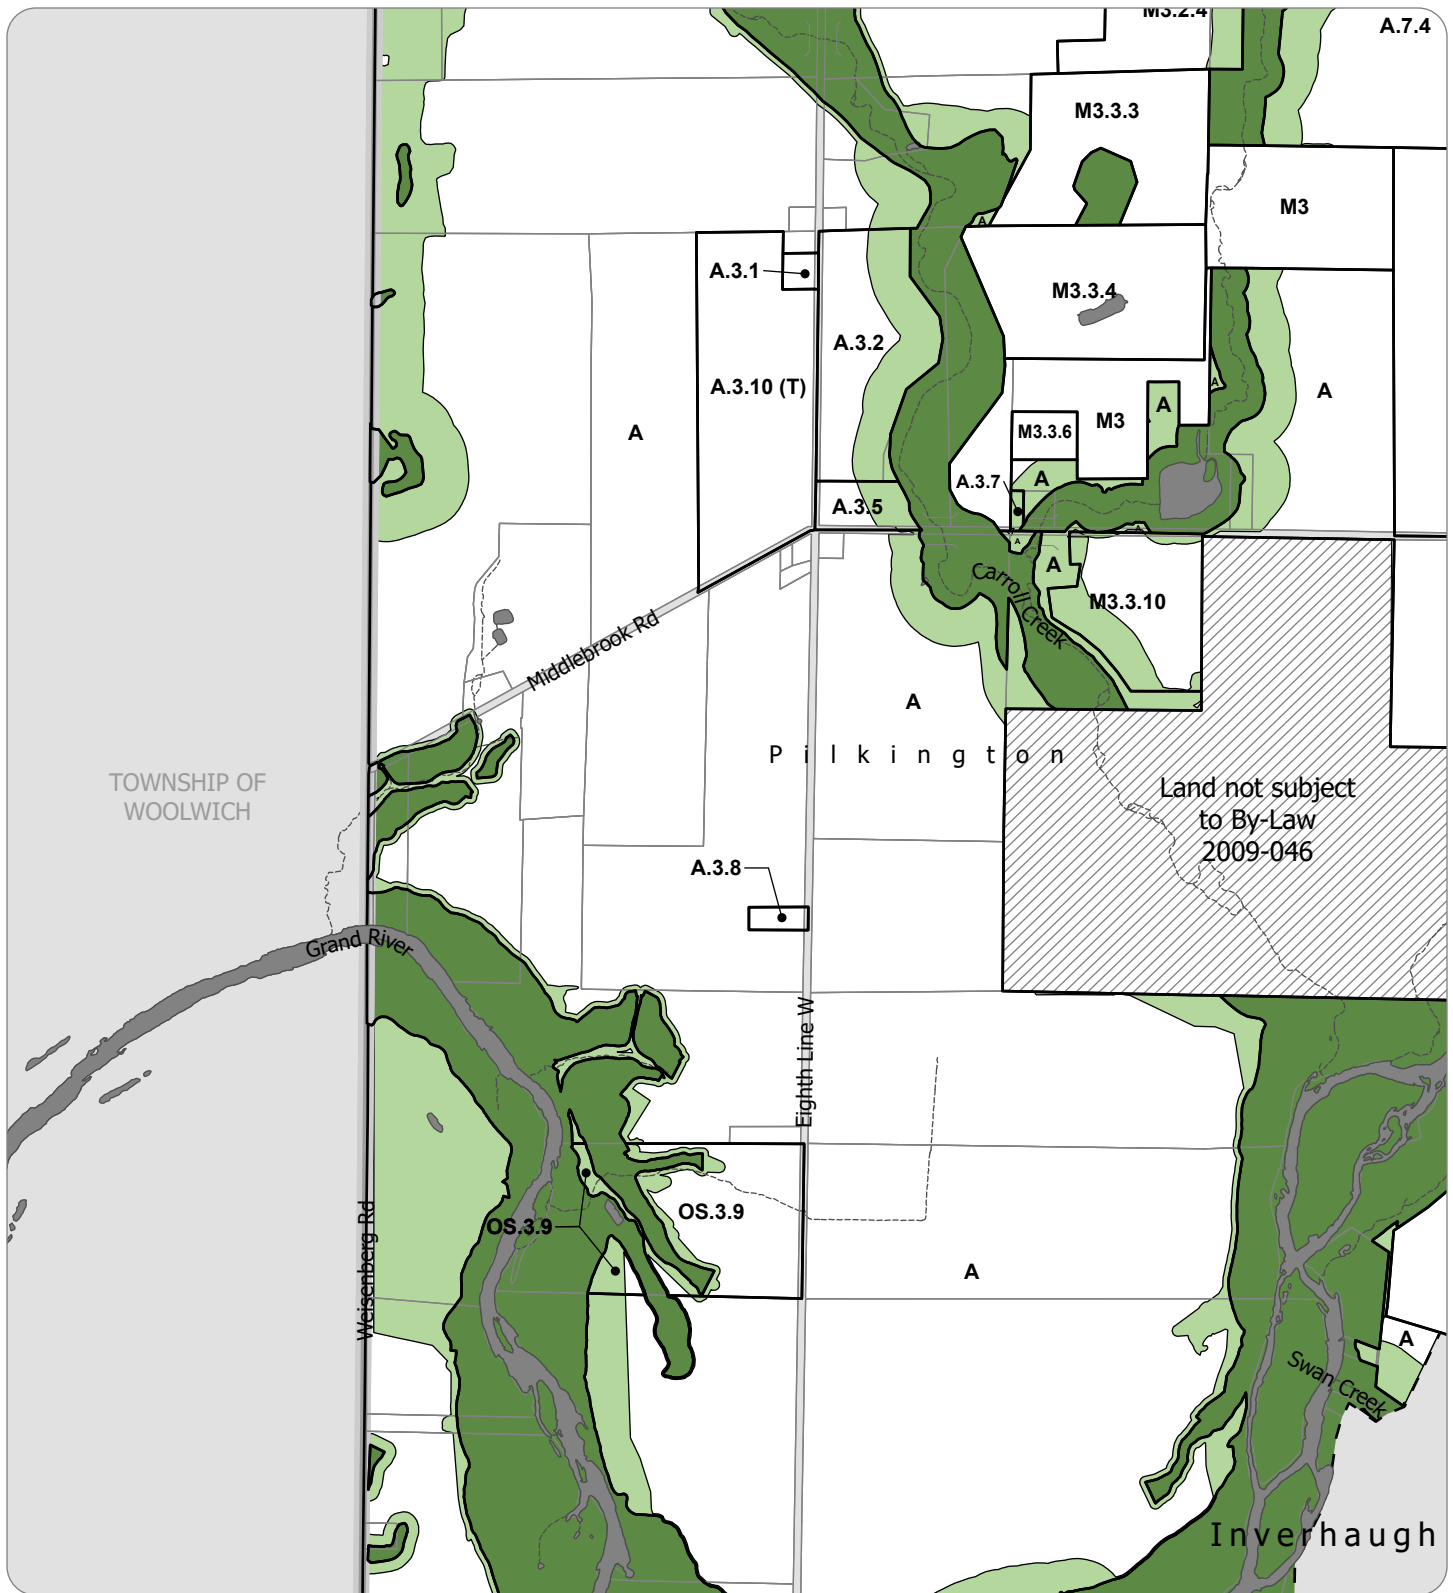 M3.2.4
A.7.4
M3.3.3
M3
A
A.3.1
M3.3.4
A.3.2
A.3.10 (T)
A
A
A
A
M3
M3.3.6
A
A.3.7
A
A.3.5
A
A
A
Carroll Creek
M3.3.10
Middlebrook Rd
A
Pilkington
TOWNSHIP OF
WOOLWICH
Land not subject
to By-Law
2009-046
A.3.8
Grand River
Eighth Line W
OS.3.9
OS.3.9
Weisenberg Rd
A
A
Swan Creek
Inverhaugh